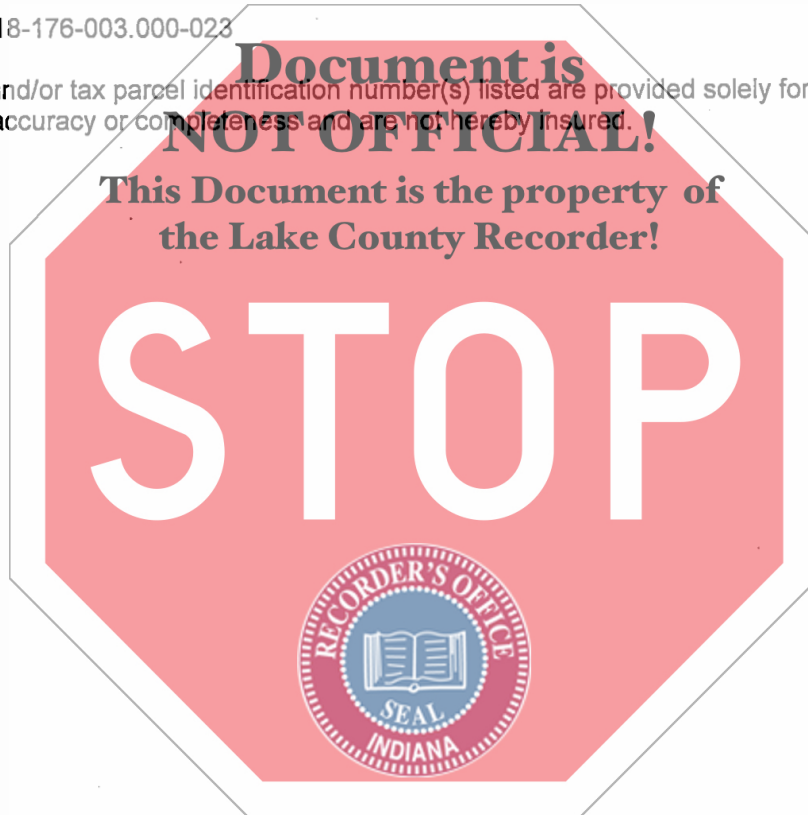 18-176-003.000-023
Document is
nd/or tax parcel identification number(s) listed are provided solely for
accuracy or completeness and are not hereby insured.
NOT OFFICIAL!
This Document is the property of
the Lake County Recorder!
STOP
RECORDER'S OFFICE
SEAL
INDIANA